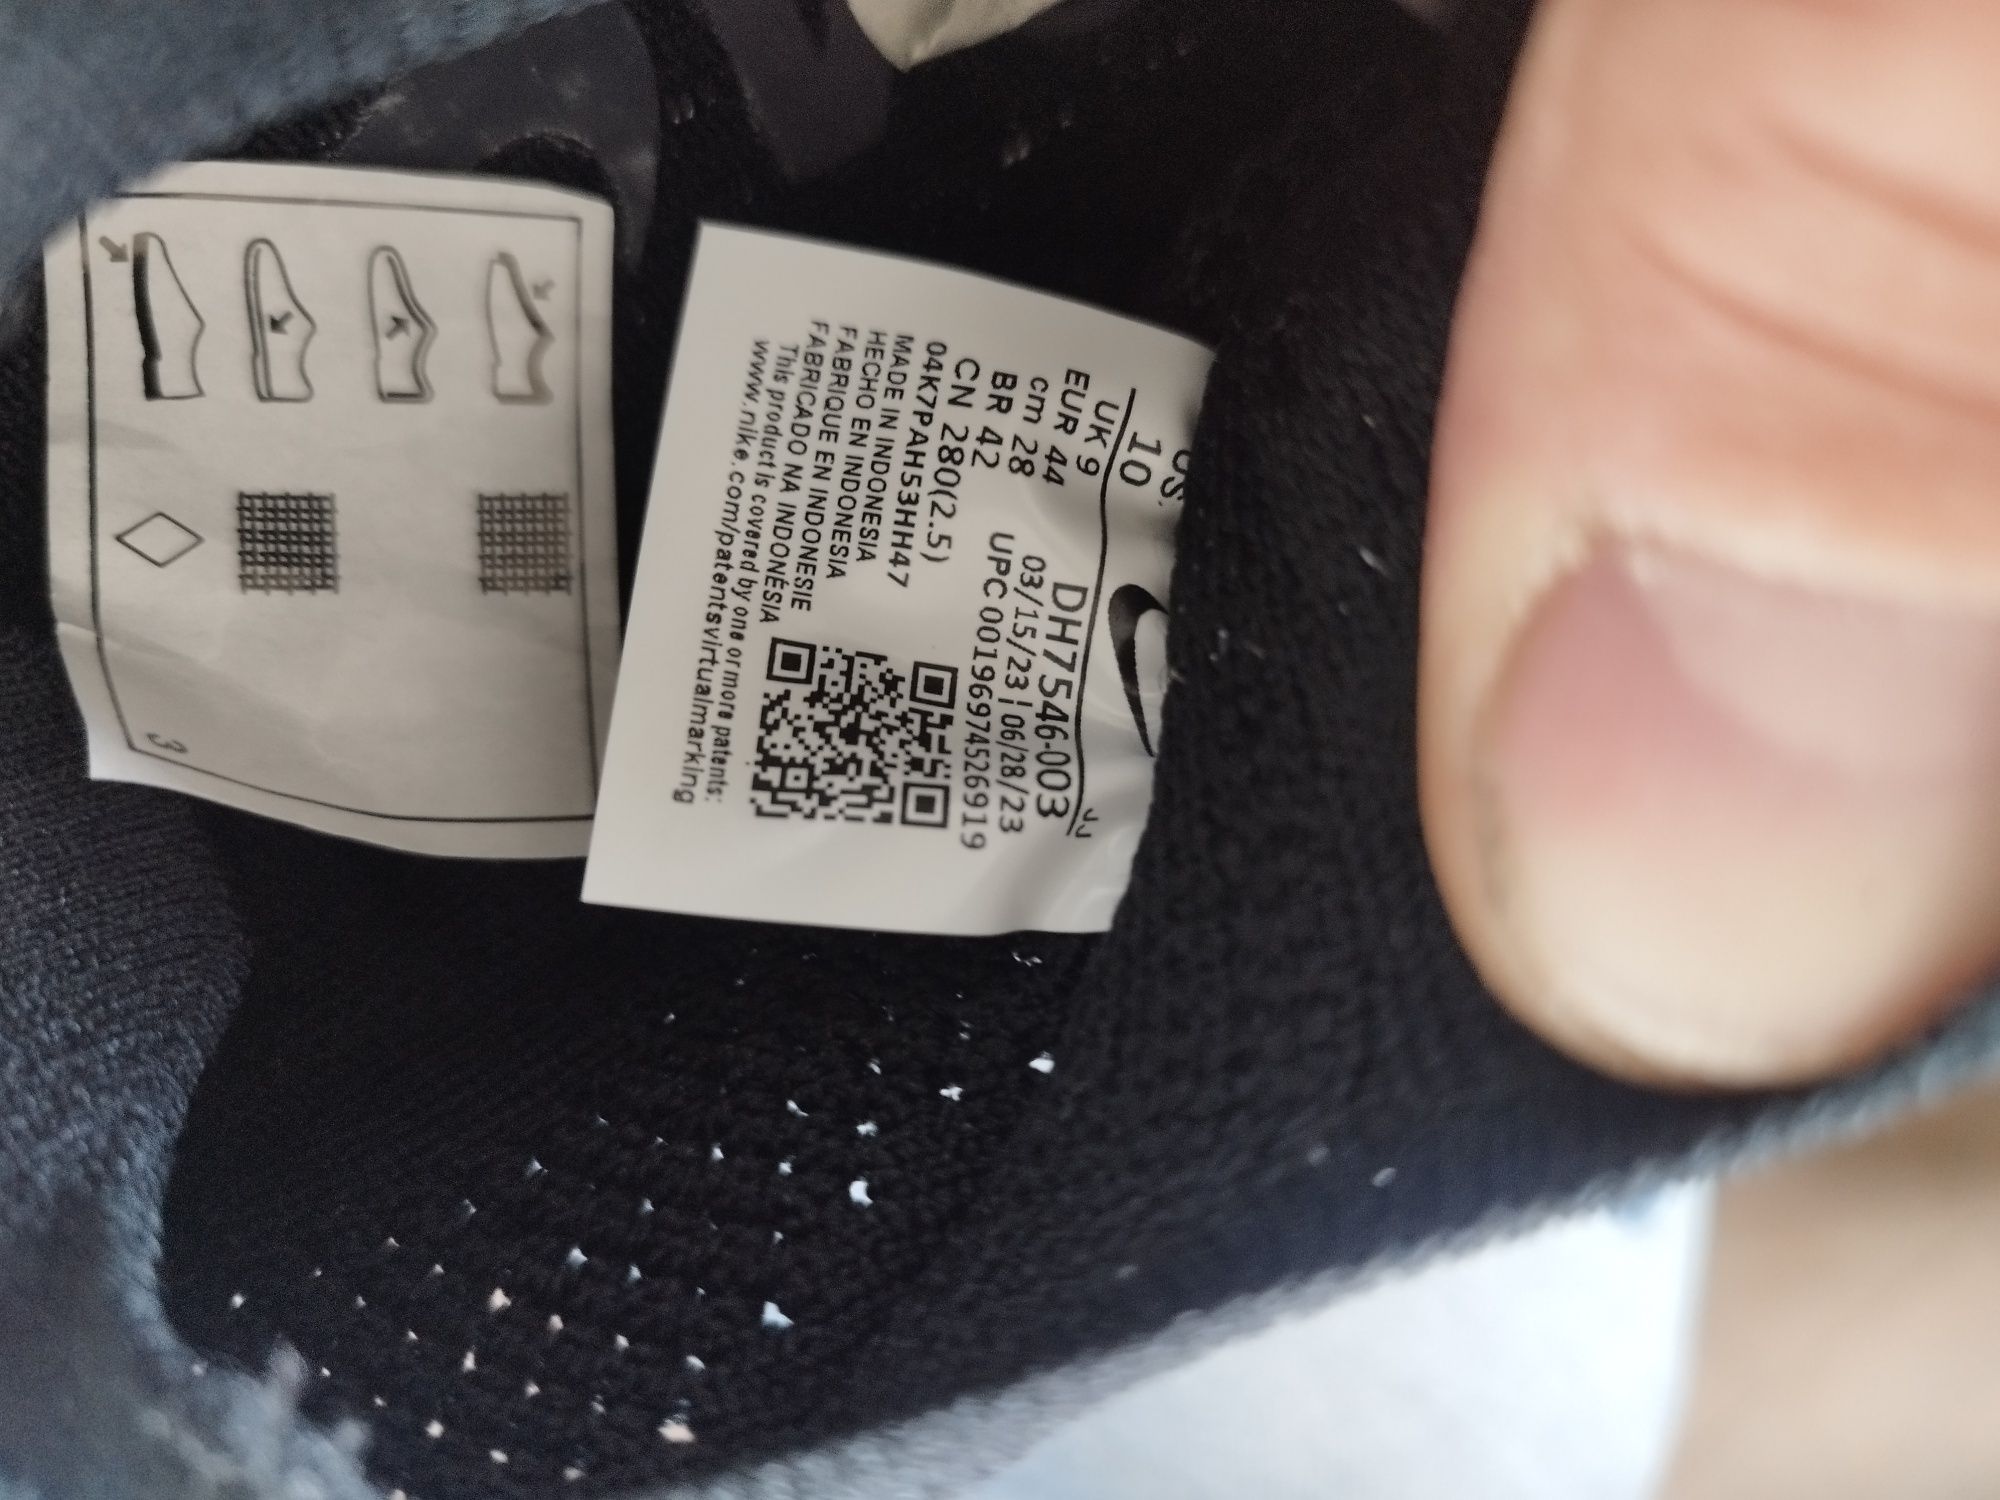 US
10
UK 9
EUR 44
cm 28
BR 42
CN 280(2.5)
JJ
DH7546-003
03/15/23 | 06/28/23
UPC 00196974526919
04K7PAH53HH47
MADE IN INDONESIA
HECHO EN INDONESIA
FABRIQUE EN INDONESIA
FABRICADO NA INDONESIE
This product is covered by one or more patents:
www.nike.com/patentsvirtualmarking
3